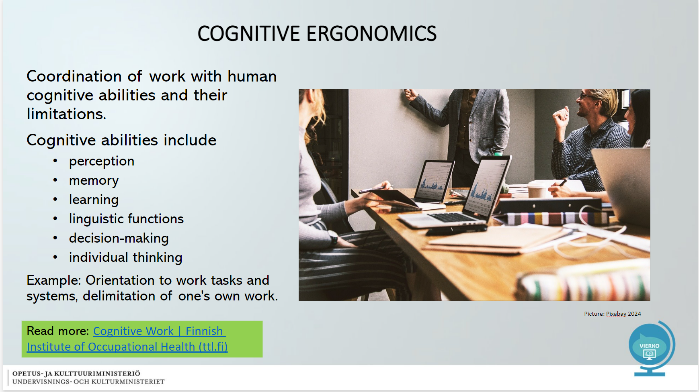 COGNITIVE ERGONOMICS
Coordination of work with human
cognitive abilities and their
limitations.
Cognitive abilities include
• perception
• memory
• learning
• linguistic functions
• decision-making
• individual thinking
Example: Orientation to work tasks and
systems, delimitation of one's own work.
Picture: Pixabay 2024
Read more: Cognitive Work | Finnish
Institute of Occupational Health (ttl.fi)
VIERKO
OPETUS- JA KULTTUURIMINISTERIÖ
UNDERVISNINGS- OCH KULTURMINISTERIET